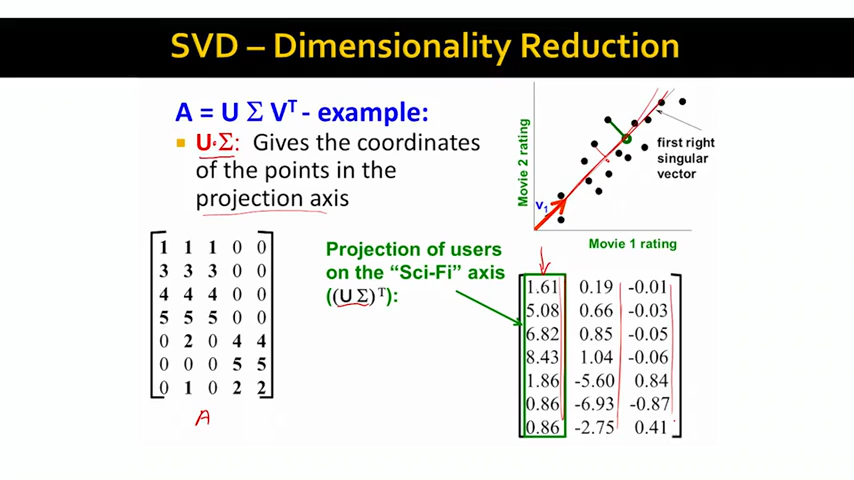 SVD – Dimensionality Reduction
A = U Σ Vᵀ - example:
U·Σ: Gives the coordinates
of the points in the
projection axis
Movie 2 rating
first right
singular
vector
v₁
Movie 1 rating
1 1 1 0 0
3 3 3 0 0
4 4 4 0 0
5 5 5 0 0
0 2 0 4 4
0 0 0 5 5
0 1 0 2 2
A
Projection of users
on the “Sci-Fi” axis
((U Σ)ᵀ):
1.61 0.19 -0.01
5.08 0.66 -0.03
6.82 0.85 -0.05
8.43 1.04 -0.06
1.86 -5.60 0.84
0.86 -6.93 -0.87
0.86 -2.75 0.41